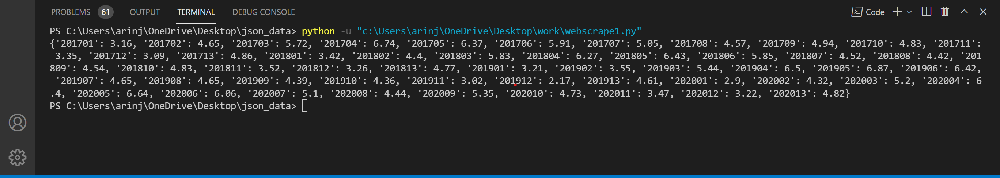 PROBLEMS 61 OUTPUT TERMINAL DEBUG CONSOLE Code
PS C:\Users\arinj\OneDrive\Desktop\json_data> python -u "c:\Users\arinj\OneDrive\Desktop\work\webscrape1.py"
{'201701': 3.16, '201702': 4.65, '201703': 5.72, '201704': 6.74, '201705': 6.37, '201706': 5.91, '201707': 5.05, '201708': 4.57, '201709': 4.94, '201710': 4.83, '201711':
3.35, '201712': 3.09, '201713': 4.86, '201801': 3.42, '201802': 4.4, '201803': 5.83, '201804': 6.27, '201805': 6.43, '201806': 5.85, '201807': 4.52, '201808': 4.42, '201
809': 4.54, '201810': 4.83, '201811': 3.52, '201812': 3.26, '201813': 4.77, '201901': 3.21, '201902': 3.55, '201903': 5.44, '201904': 6.5, '201905': 6.87, '201906': 6.42,
'201907': 4.65, '201908': 4.65, '201909': 4.39, '201910': 4.36, '201911': 3.02, '201912': 2.17, '201913': 4.61, '202001': 2.9, '202002': 4.32, '202003': 5.2, '202004': 6
.4, '202005': 6.64, '202006': 6.06, '202007': 5.1, '202008': 4.44, '202009': 5.35, '202010': 4.73, '202011': 3.47, '202012': 3.22, '202013': 4.82}
PS C:\Users\arinj\OneDrive\Desktop\json_data>